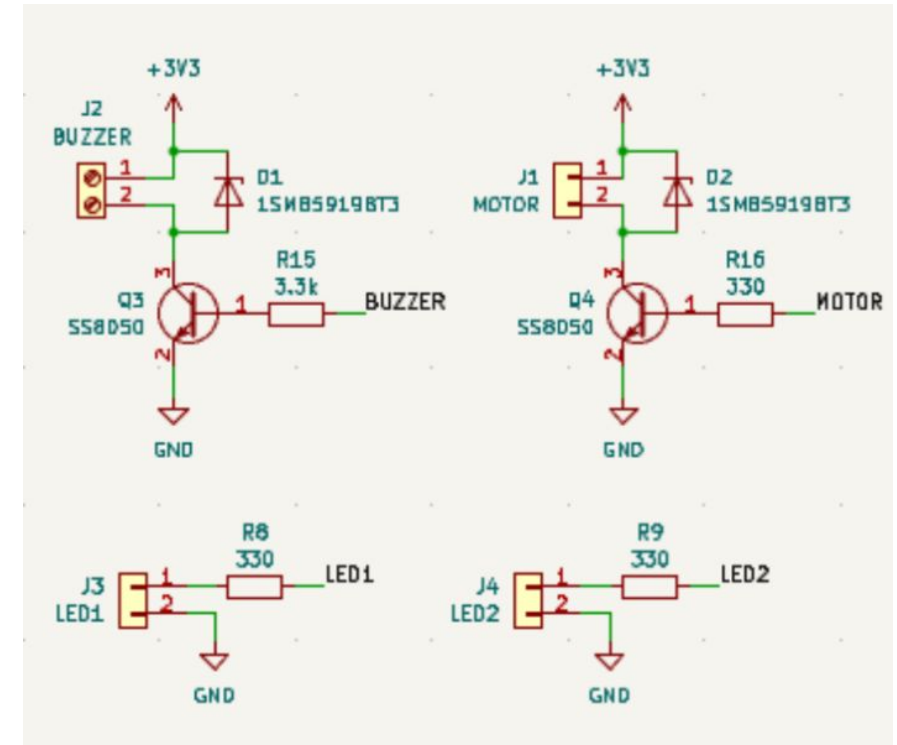 +3V3
J2
BUZZER
1
2
D1
1SMB5919BT3
R15
3.3k
BUZZER
3
1
2
Q3
SS8D50
GND
+3V3
J1
MOTOR
1
2
D2
1SMB5919BT3
R16
330
MOTOR
3
1
2
Q4
SS8D50
GND
R8
330
LED1
J3
LED1
1
2
GND
R9
330
LED2
J4
LED2
1
2
GND